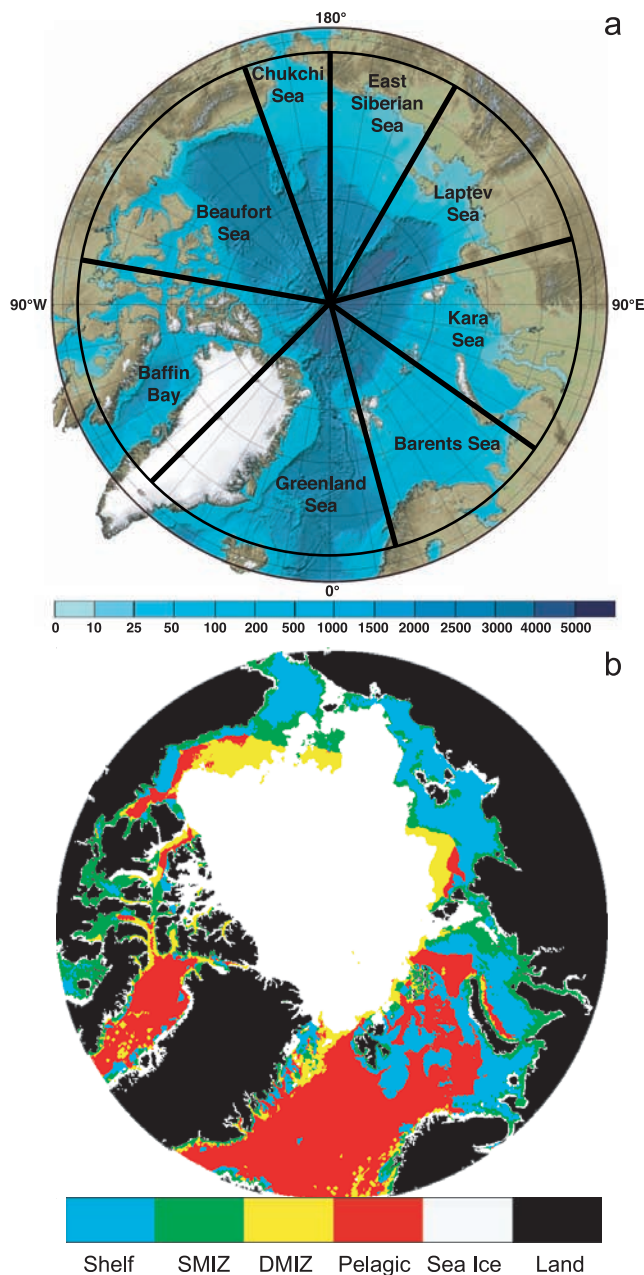 a
180°
Chukchi
Sea
East
Siberian
Sea
Beaufort
Sea
Laptev
Sea
90°W
90°E
Kara
Sea
Baffin
Bay
Barents Sea
Greenland
Sea
0°
0 10 25 50 100 200 500 1000 1500 2000 2500 3000 4000 5000
b
Shelf SMIZ DMIZ Pelagic Sea Ice Land